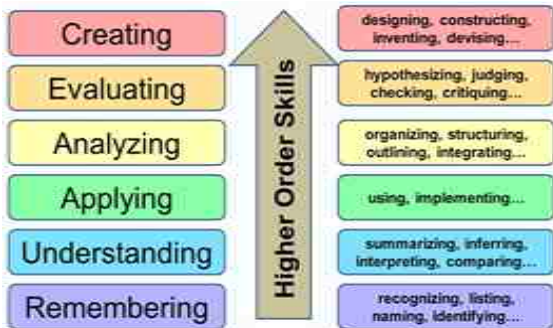 Creating
designing, constructing,
inventing, devising...
Evaluating
hypothesizing, judging,
checking, critiquing...
Analyzing
organizing, structuring,
outlining, integrating...
Applying
using, implementing...
Understanding
summarizing, inferring,
interpreting, comparing...
Remembering
recognizing, listing,
naming, identifying...
Higher Order Skills